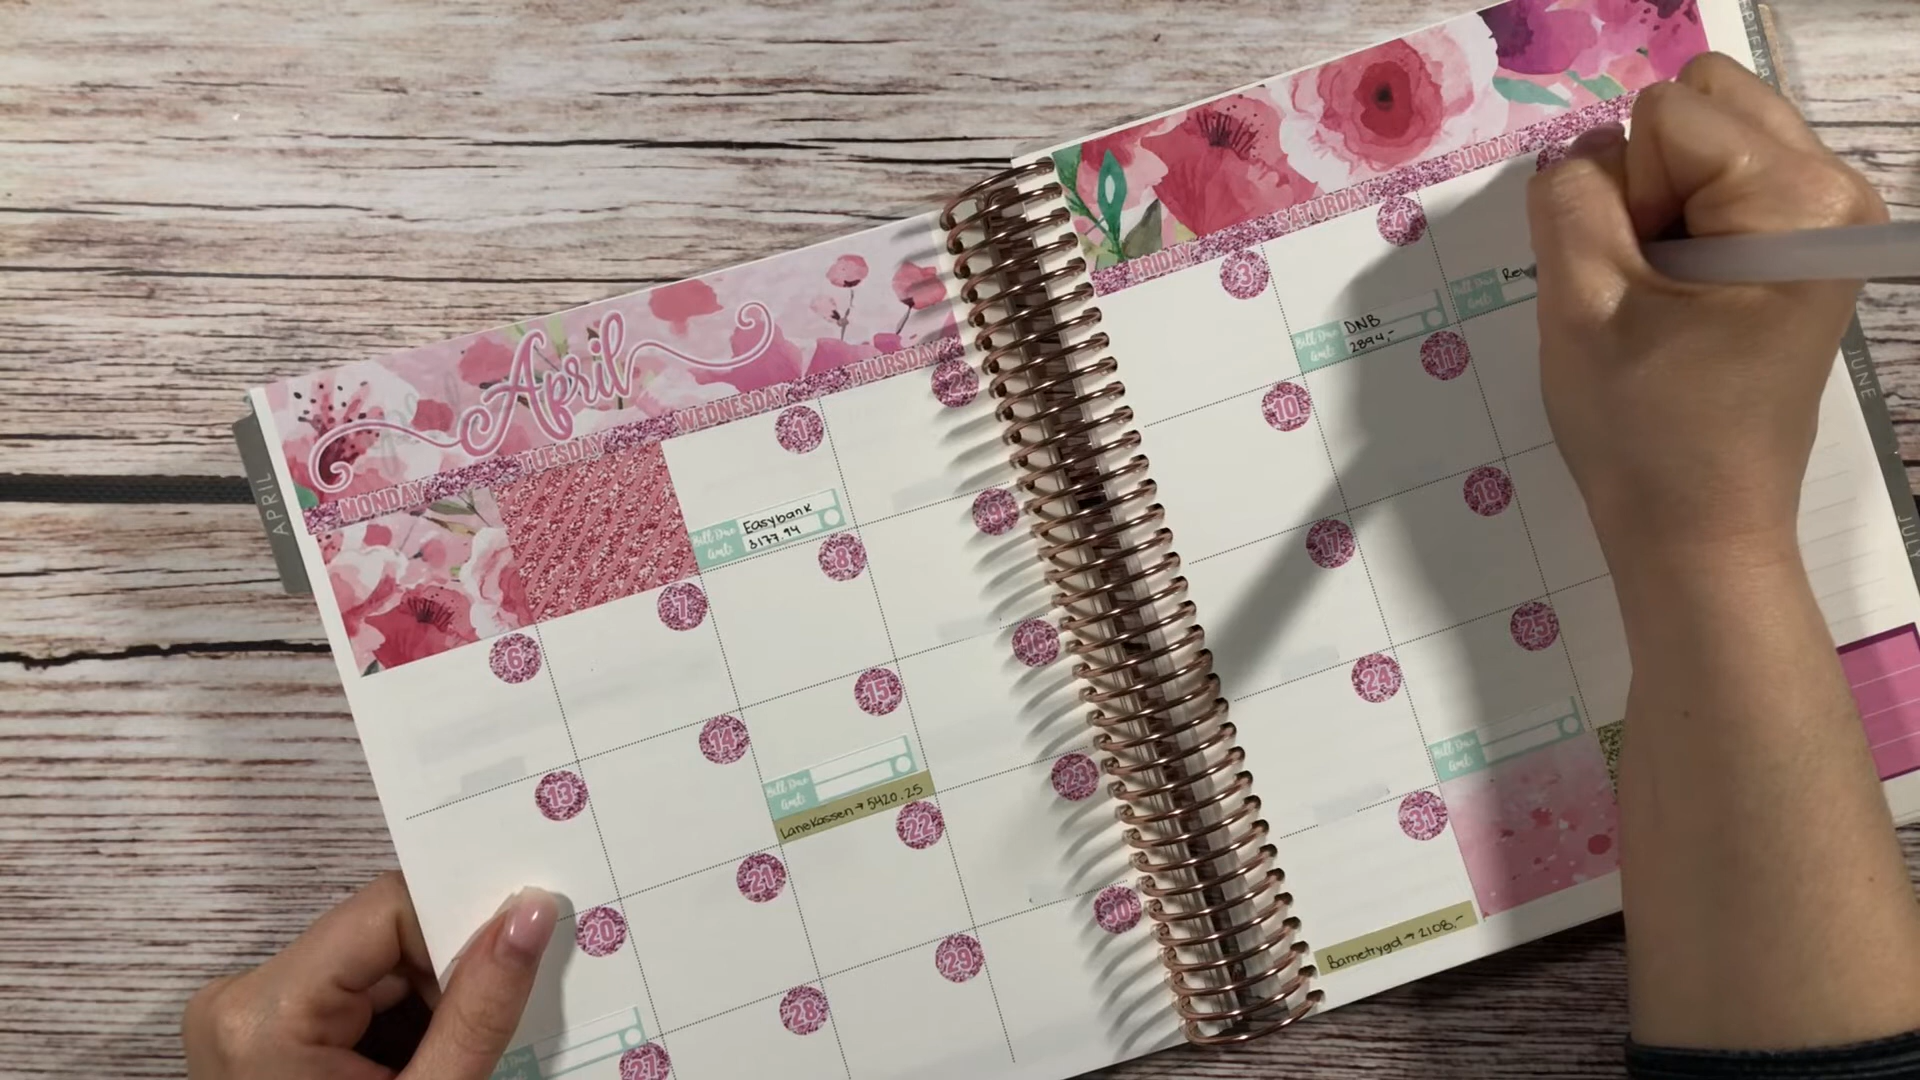 April
MONDAY TUESDAY WEDNESDAY THURSDAY
1 2
Bill Due Easybank
Amt: 3177.94
6 7 8 9
13 14 15 16
Bill Due
Amt:
Lånekassen → 5420.25
20 21 22 23
27 28 29 30
FRIDAY SATURDAY SUNDAY
3 4
Bill Due DNB
Amt: 2894,-
Bill Due
Amt:
10 11
17 18
24 25
Bill Due
Amt:
31
Barnetrygd → 2108,-
APRIL
JUNE
JULY